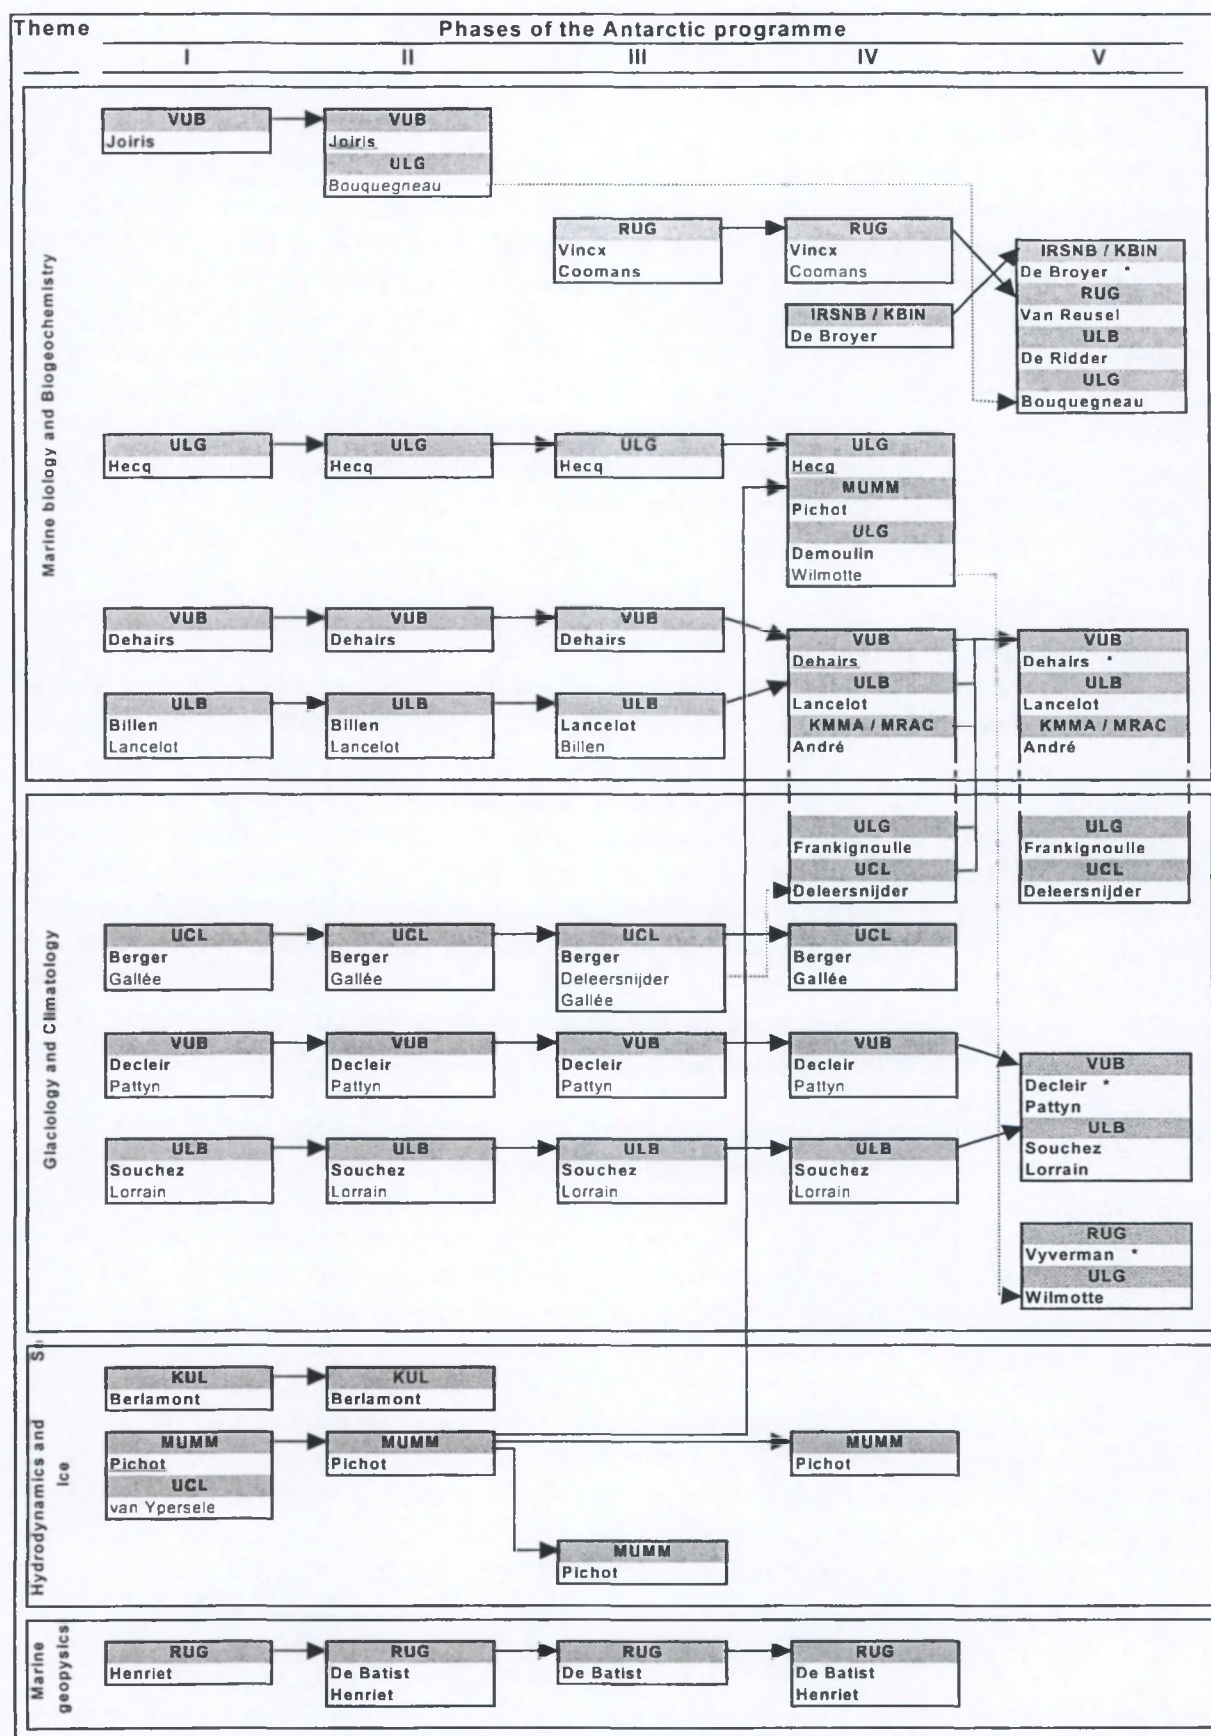 Theme
Phases of the Antarctic programme
I II III IV V
Marine biology and Biogeochemistry
VUB
Joiris
VUB
Joiris
ULG
Bouquegneau
RUG
Vincx
Coomans
RUG
Vincx
Coomans
IRSNB / KBIN
De Broyer
IRSNB / KBIN
De Broyer *
RUG
Van Reusel
ULB
De Ridder
ULG
Bouquegneau
ULG
Hecq
ULG
Hecq
ULG
Hecq
ULG
Hecq
MUMM
Pichot
ULG
Demoulin
Wilmotte
VUB
Dehairs
VUB
Dehairs
VUB
Dehairs
VUB
Dehairs
ULB
Lancelot
KMMA / MRAC
André
VUB
Dehairs *
ULB
Lancelot
KMMA / MRAC
André
ULB
Billen
Lancelot
ULB
Billen
Lancelot
ULB
Lancelot
Billen
Glaciology and Climatology
ULG
Frankignoulle
UCL
Deleersnijder
ULG
Frankignoulle
UCL
Deleersnijder
UCL
Berger
Gallée
UCL
Berger
Gallée
UCL
Berger
Deleersnijder
Gallée
UCL
Berger
Gallée
VUB
Decleir
Pattyn
VUB
Decleir
Pattyn
VUB
Decleir
Pattyn
VUB
Decleir
Pattyn
VUB
Decleir *
Pattyn
ULB
Souchez
Lorrain
ULB
Souchez
Lorrain
ULB
Souchez
Lorrain
ULB
Souchez
Lorrain
ULB
Souchez
Lorrain
RUG
Vyverman *
ULG
Wilmotte
Hydrodynamics and
Ice
KUL
Berlamont
KUL
Berlamont
MUMM
Pichot
UCL
van Ypersele
MUMM
Pichot
MUMM
Pichot
MUMM
Pichot
Marine
geopysics
RUG
Henriet
RUG
De Batist
Henriet
RUG
De Batist
RUG
De Batist
Henriet